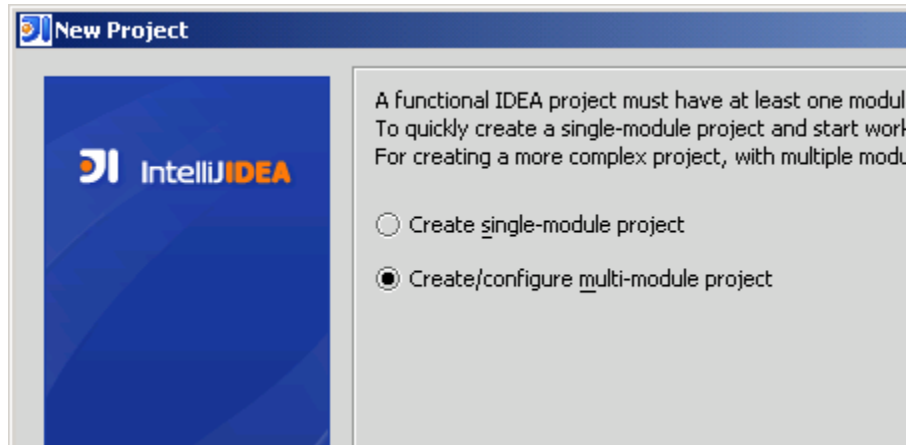 New Project
A functional IDEA project must have at least one modul
To quickly create a single-module project and start work
For creating a more complex project, with multiple modu
IntelliJIDEA
Create single-module project
Create/configure multi-module project